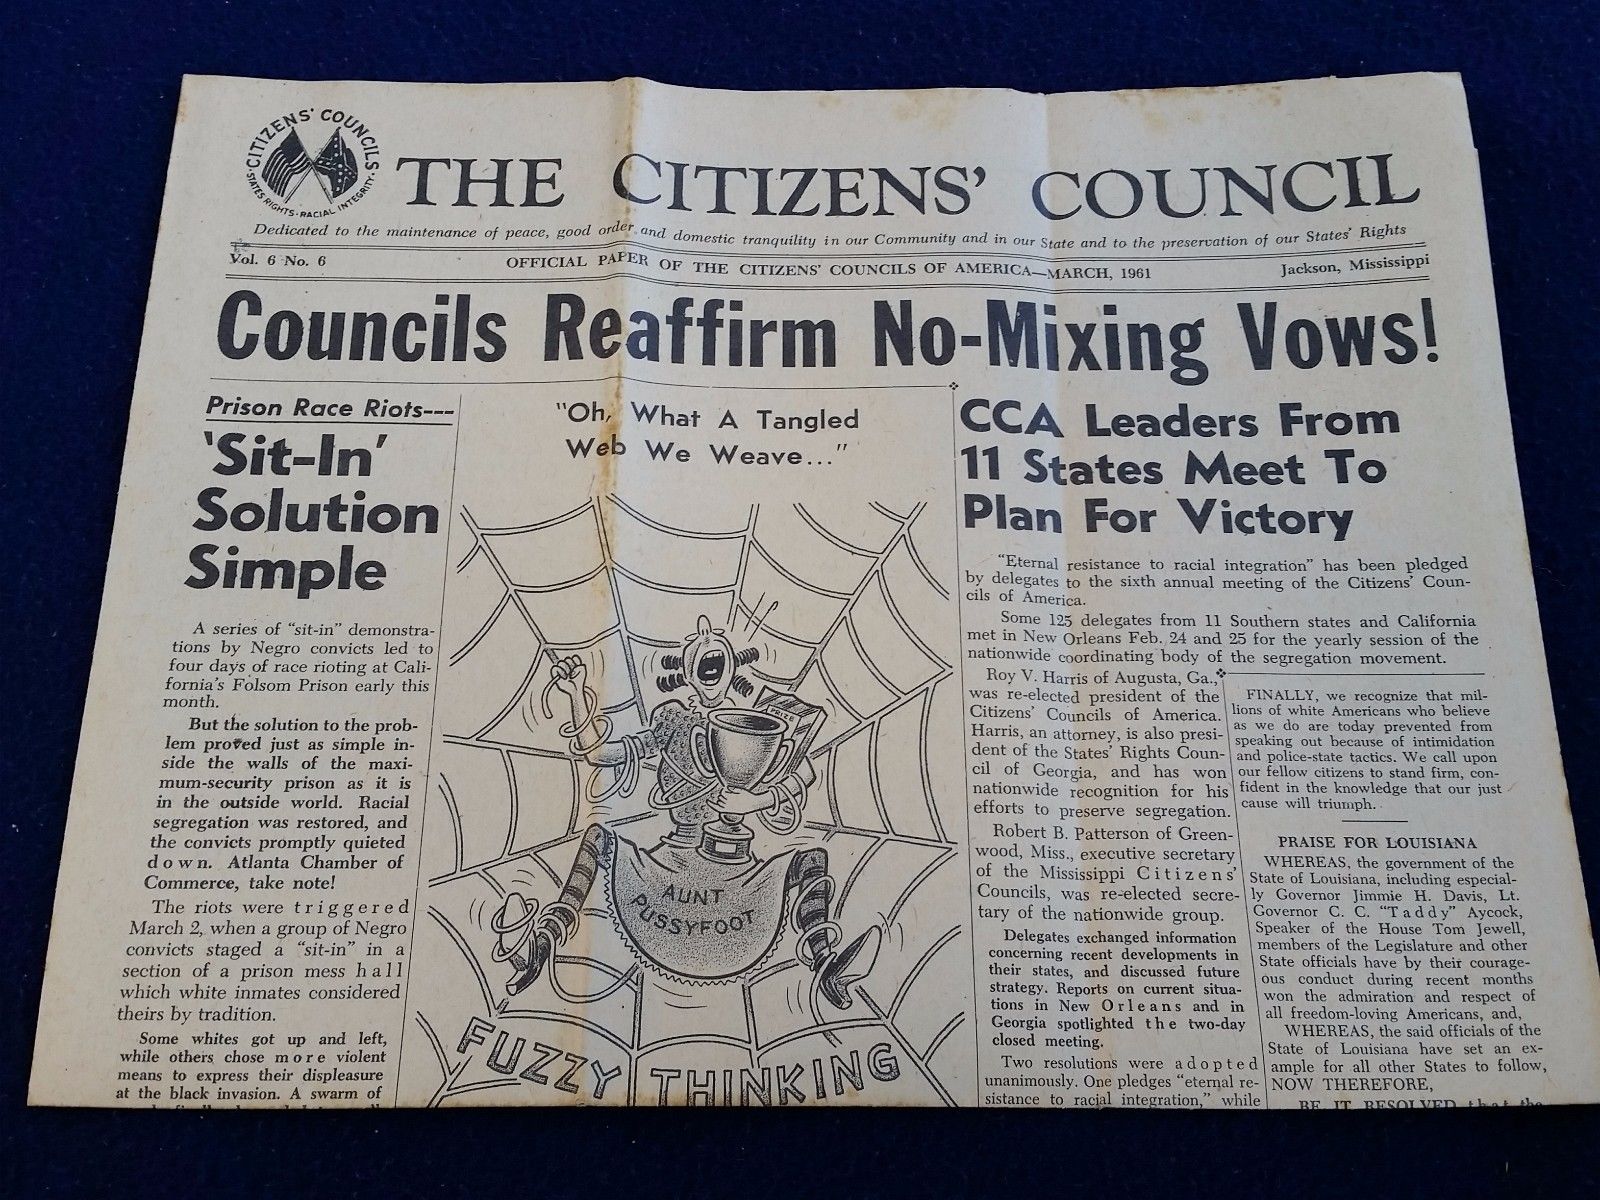 CITIZENS' COUNCILS
STATES RIGHTS · RACIAL INTEGRITY
THE CITIZENS' COUNCIL
Dedicated to the maintenance of peace, good order and domestic tranquility in our Community and in our State and to the preservation of our States' Rights
Vol. 6 No. 6
OFFICIAL PAPER OF THE CITIZENS' COUNCILS OF AMERICA—MARCH, 1961
Jackson, Mississippi
Councils Reaffirm No-Mixing Vows!
Prison Race Riots---
'Sit-In'
Solution
Simple
A series of "sit-in" demonstra-
tions by Negro convicts led to
four days of race rioting at Cali-
fornia's Folsom Prison early this
month.
But the solution to the prob-
lem proved just as simple in-
side the walls of the maxi-
mum-security prison as it is
in the outside world. Racial
segregation was restored, and
the convicts promptly quieted
down. Atlanta Chamber of
Commerce, take note!
The riots were triggered
March 2, when a group of Negro
convicts staged a "sit-in" in a
section of a prison mess hall
which white inmates considered
theirs by tradition.
Some whites got up and left,
while others chose more violent
means to express their displeasure
at the black invasion. A swarm of
"Oh, What A Tangled
Web We Weave..."
PRIZE
AUNT
PUSSYFOOT
FUZZY THINKING
CCA Leaders From
11 States Meet To
Plan For Victory
"Eternal resistance to racial integration" has been pledged
by delegates to the sixth annual meeting of the Citizens' Coun-
cils of America.
Some 125 delegates from 11 Southern states and California
met in New Orleans Feb. 24 and 25 for the yearly session of the
nationwide coordinating body of the segregation movement.
Roy V. Harris of Augusta, Ga.,
was re-elected president of the
Citizens' Councils of America.
Harris, an attorney, is also presi-
dent of the States' Rights Coun-
cil of Georgia, and has won
nationwide recognition for his
efforts to preserve segregation.
Robert B. Patterson of Green-
wood, Miss., executive secretary
of the Mississippi Citizens'
Councils, was re-elected secre-
tary of the nationwide group.
Delegates exchanged information
concerning recent developments in
their states, and discussed future
strategy. Reports on current situa-
tions in New Orleans and in
Georgia spotlighted the two-day
closed meeting.
Two resolutions were adopted
unanimously. One pledges "eternal re-
sistance to racial integration," while
FINALLY, we recognize that mil-
lions of white Americans who believe
as we do are today prevented from
speaking out because of intimidation
and police-state tactics. We call upon
our fellow citizens to stand firm, con-
fident in the knowledge that our just
cause will triumph.
PRAISE FOR LOUISIANA
WHEREAS, the government of the
State of Louisiana, including especial-
ly Governor Jimmie H. Davis, Lt.
Governor C. C. "Taddy" Aycock,
Speaker of the House Tom Jewell,
members of the Legislature and other
State officials have by their courage-
ous conduct during recent months
won the admiration and respect of
all freedom-loving Americans, and,
WHEREAS, the said officials of the
State of Louisiana have set an ex-
ample for all other States to follow,
NOW THEREFORE,
BE IT RESOLVED that the